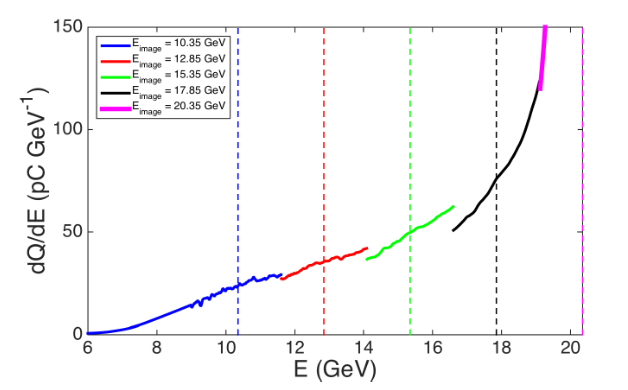 150
100
50
0
dQ/dE (pC GeV⁻¹)
E_image = 10.35 GeV
E_image = 12.85 GeV
E_image = 15.35 GeV
E_image = 17.85 GeV
E_image = 20.35 GeV
6 8 10 12 14 16 18 20
E (GeV)